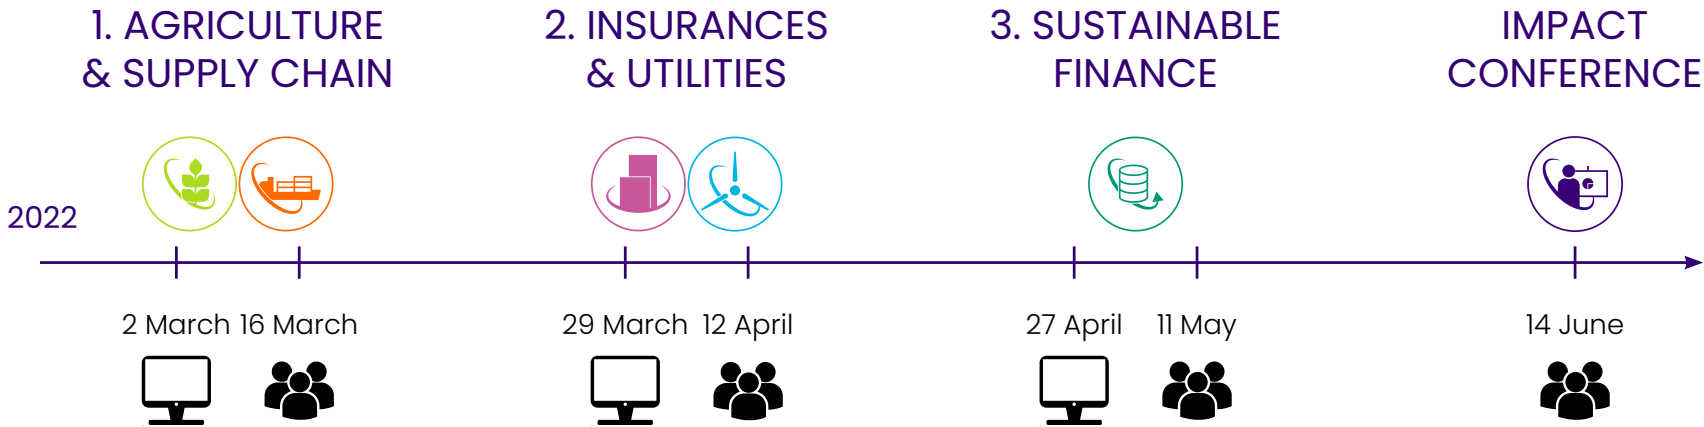 1. AGRICULTURE
& SUPPLY CHAIN
2. INSURANCES
& UTILITIES
3. SUSTAINABLE
FINANCE
IMPACT
CONFERENCE
2022
2 March
16 March
29 March
12 April
27 April
11 May
14 June